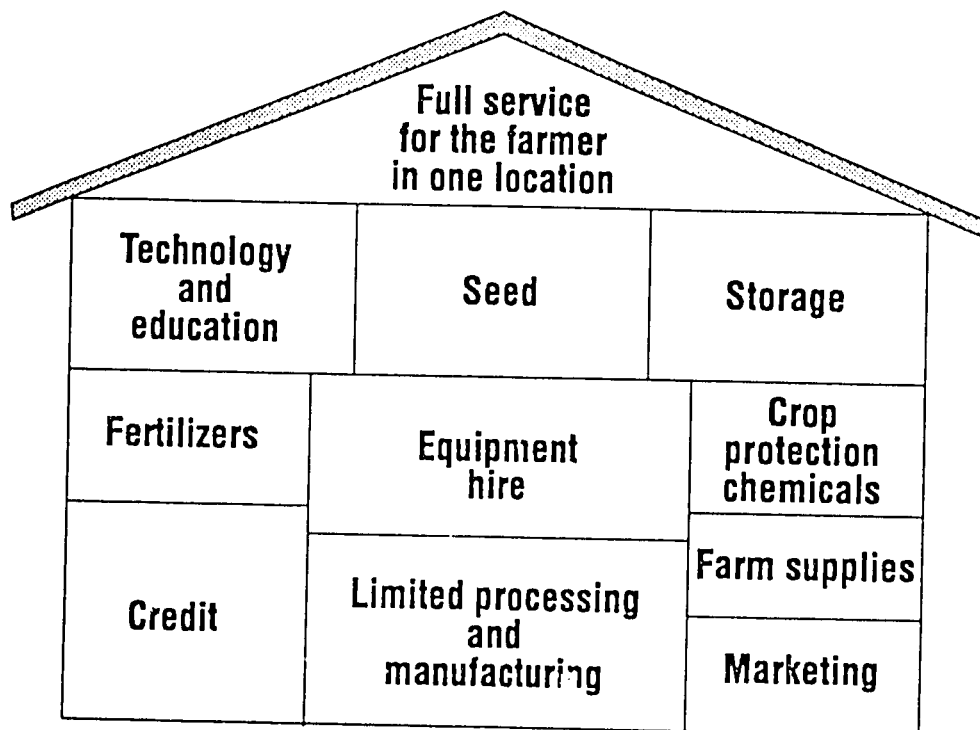 Full service
for the farmer
in one location
Technology
and
education
Seed
Storage
Fertilizers
Equipment
hire
Crop
protection
chemicals
Credit
Limited processing
and
manufacturing
Farm supplies
Marketing